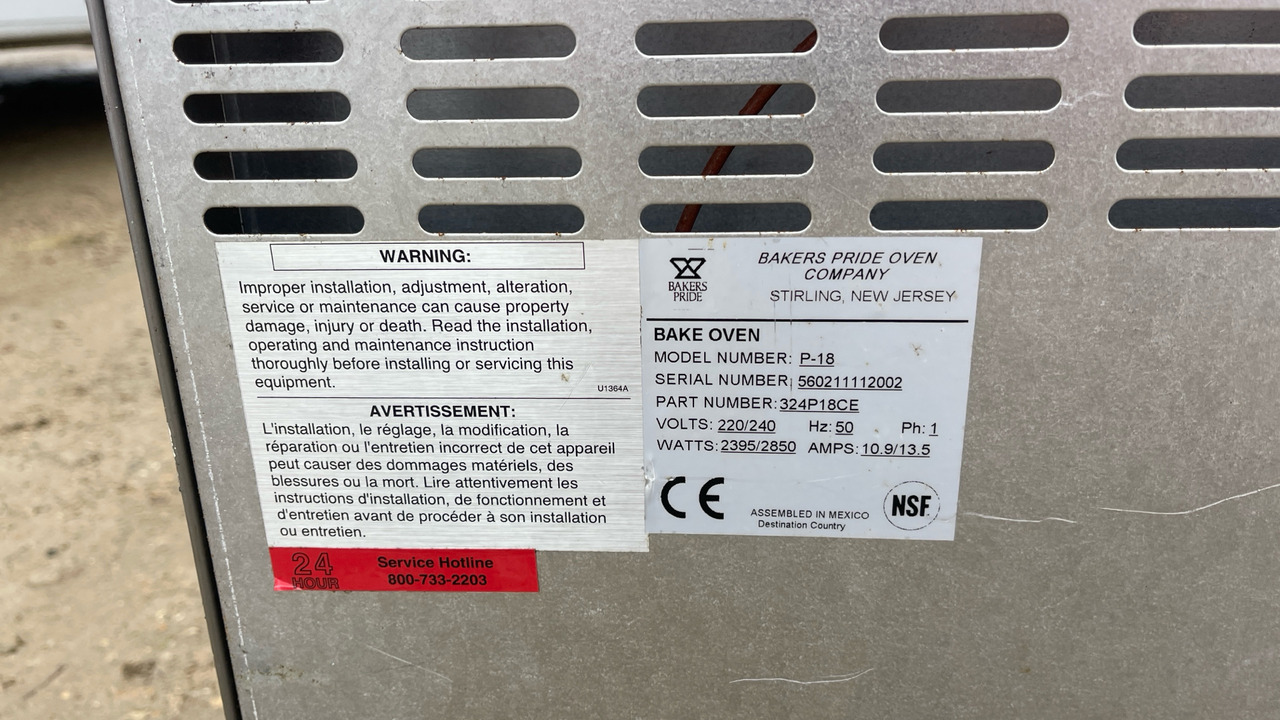 WARNING:
Improper installation, adjustment, alteration,
service or maintenance can cause property
damage, injury or death. Read the installation,
operating and maintenance instruction
thoroughly before installing or servicing this
equipment.
U1364A
AVERTISSEMENT:
L'installation, le réglage, la modification, la
réparation ou l'entretien incorrect de cet appareil
peut causer des dommages matériels, des
blessures ou la mort. Lire attentivement les
instructions d'installation, de fonctionnement et
d'entretien avant de procéder à son installation
ou entretien.
24
HOUR
Service Hotline
800-733-2203
BAKERS
PRIDE
BAKERS PRIDE OVEN
COMPANY
STIRLING, NEW JERSEY
BAKE OVEN
MODEL NUMBER: P-18
SERIAL NUMBER: 560211112002
PART NUMBER: 324P18CE
VOLTS: 220/240 Hz: 50 Ph: 1
WATTS: 2395/2850 AMPS: 10.9/13.5
CE
ASSEMBLED IN MEXICO
Destination Country
NSF